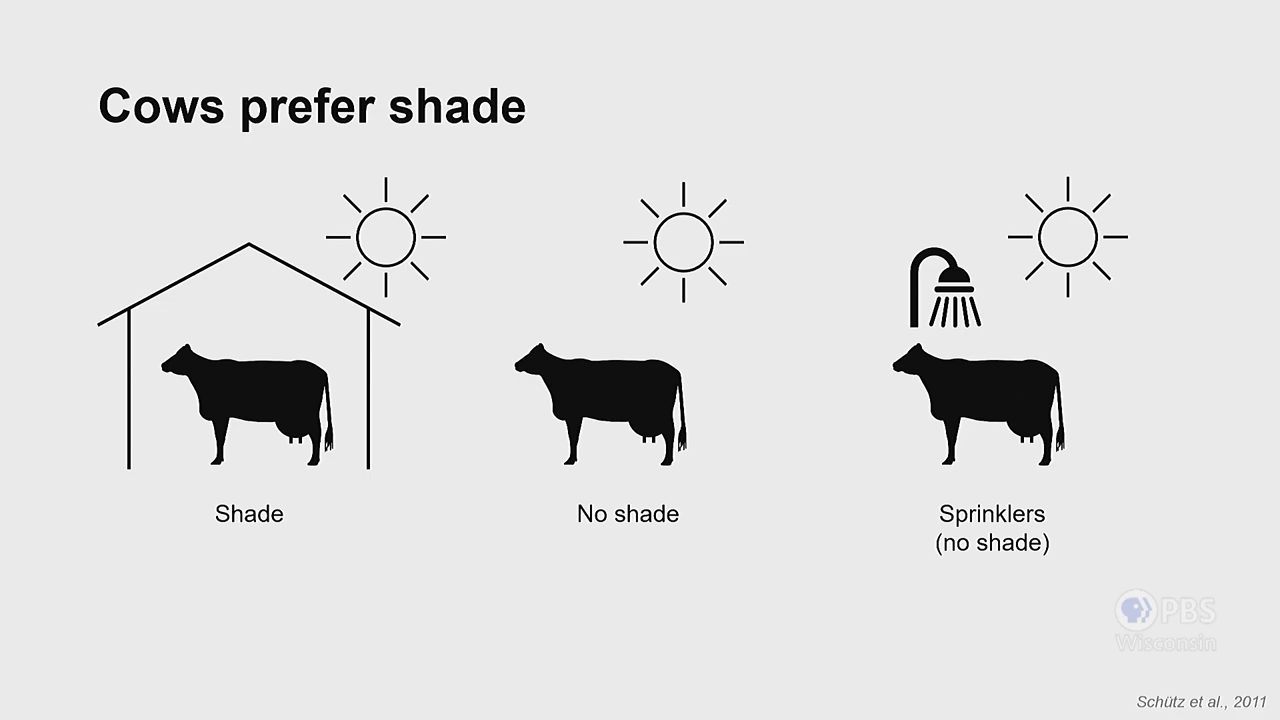 Cows prefer shade
Shade
No shade
Sprinklers
(no shade)
PBS
Wisconsin
Schütz et al., 2011